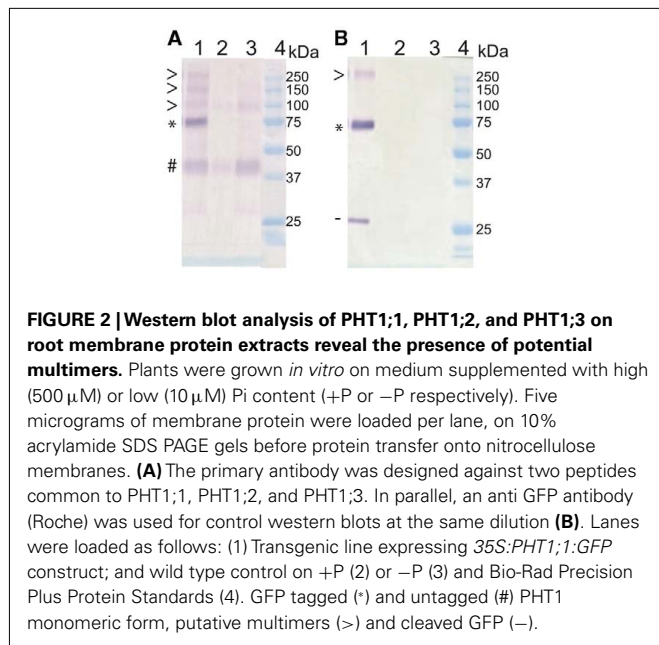 A 1 2 3 4 kDa
> 250
> 150
> 100
* 75
50
# 37
25
B 1 2 3 4 kDa
> 250
150
100
* 75
50
37
- 25
FIGURE 2 | Western blot analysis of PHT1;1, PHT1;2, and PHT1;3 on
root membrane protein extracts reveal the presence of potential
multimers. Plants were grown in vitro on medium supplemented with high
(500 μM) or low (10 μM) Pi content (+P or −P respectively). Five
micrograms of membrane protein were loaded per lane, on 10%
acrylamide SDS PAGE gels before protein transfer onto nitrocellulose
membranes. (A) The primary antibody was designed against two peptides
common to PHT1;1, PHT1;2, and PHT1;3. In parallel, an anti GFP antibody
(Roche) was used for control western blots at the same dilution (B). Lanes
were loaded as follows: (1) Transgenic line expressing 35S:PHT1;1:GFP
construct; and wild type control on +P (2) or −P (3) and Bio-Rad Precision
Plus Protein Standards (4). GFP tagged (*) and untagged (#) PHT1
monomeric form, putative multimers (>) and cleaved GFP (−).